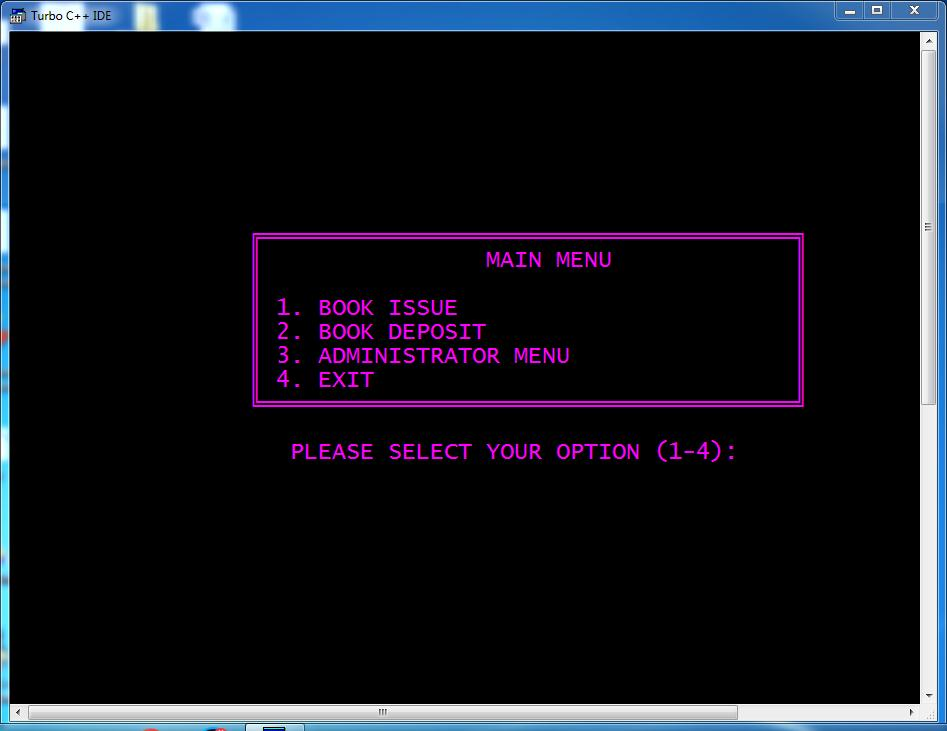 Turbo C++ IDE
MAIN MENU
1. BOOK ISSUE
2. BOOK DEPOSIT
3. ADMINISTRATOR MENU
4. EXIT
PLEASE SELECT YOUR OPTION (1-4):